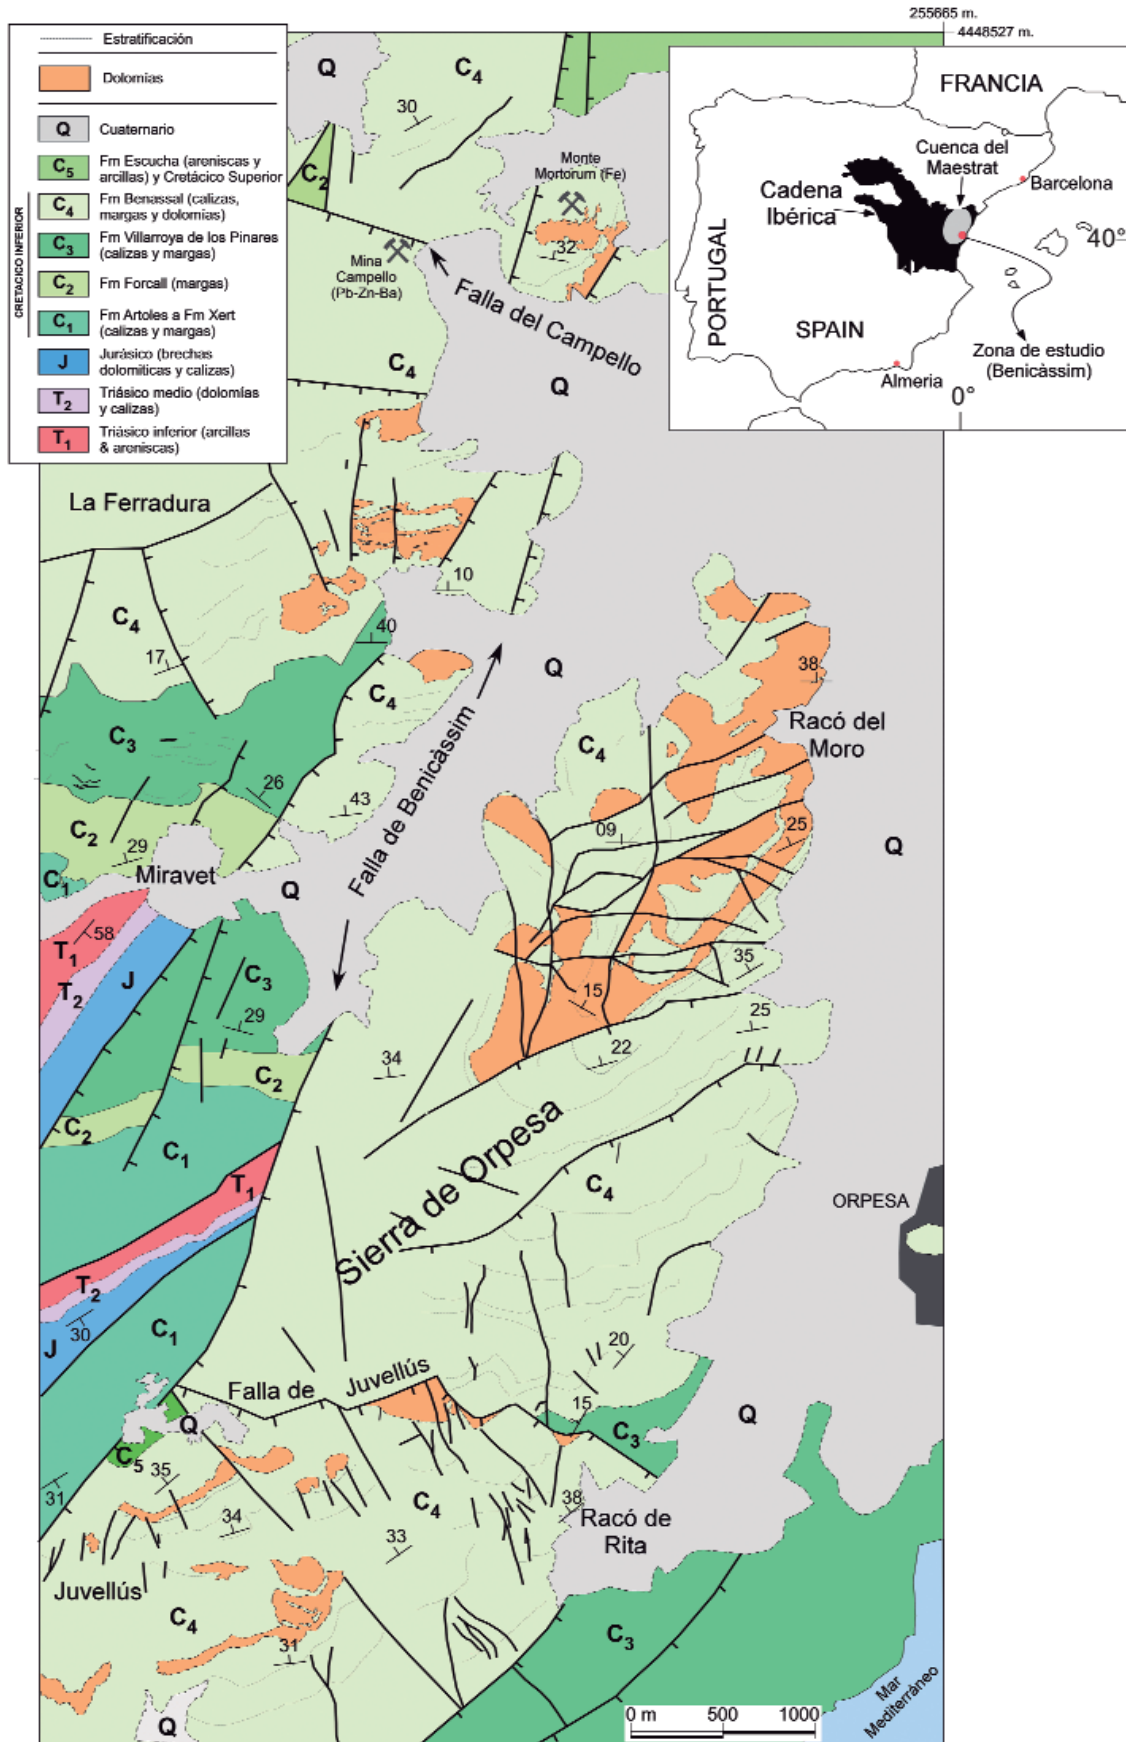 255665 m.
4448527 m.
Estratificación
Dolomías
Q
Cuaternario
C5
Fm Escucha (areniscas y
arcillas) y Cretácico Superior
CRETACICO INFERIOR
C4
Fm Benassal (calizas,
margas y dolomías)
C3
Fm Villarroya de los Pinares
(calizas y margas)
C2
Fm Forcall (margas)
C1
Fm Artoles a Fm Xert
(calizas y margas)
J
Jurásico (brechas
dolomiticas y calizas)
T2
Triásico medio (dolomías
y calizas)
T1
Triásico inferior (arcillas
& areniscas)
FRANCIA
Cuenca del
Maestrat
Cadena
Ibérica
Barcelona
40°
PORTUGAL
SPAIN
Zona de estudio
(Benicàssim)
Almeria
0°
Q
C4
30
C2
Monte
Mortorum (Fe)
32
Mina
Campello
(Pb-Zn-Ba)
Falla del Campello
C4
Q
La Ferradura
10
C4
17
40
C4
Q
38
Racó del
Moro
C3
C4
26
43
09
25
C2
29
Miravet
C1
Q
Q
Falla de Benicàssim
T1
58
T2
J
C3
29
35
15
25
34
22
C2
C2
C1
Sierra de Orpesa
T1
C4
ORPESA
T2
30
J
C1
20
Falla de
Juvellús
15
Q
C3
Q
C5
35
31
C4
34
33
38
Racó de
Rita
Juvellús
C4
31
C3
Q
Mar
Mediterráneo
0 m
500
1000